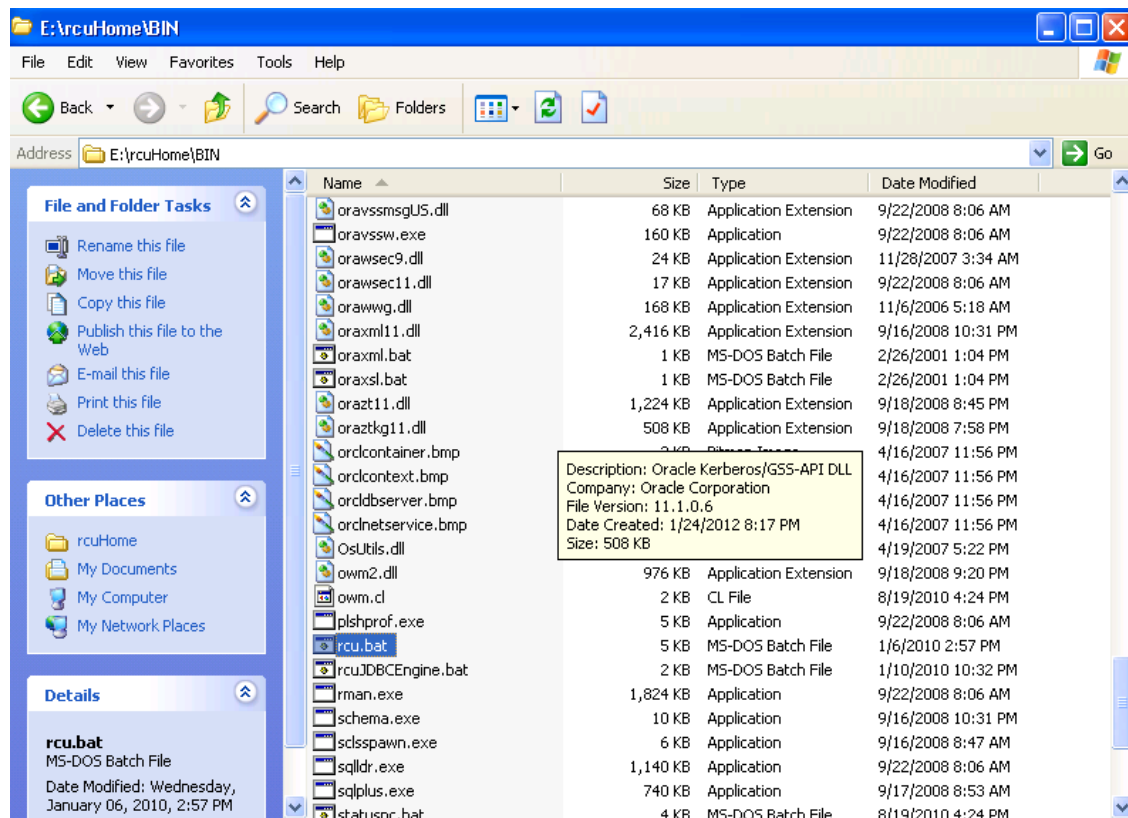 E:\rcuHome\BIN
File Edit View Favorites Tools Help
Back Search Folders
Address E:\rcuHome\BIN Go
File and Folder Tasks
Rename this file
Move this file
Copy this file
Publish this file to the
Web
E-mail this file
Print this file
Delete this file
Other Places
rcuHome
My Documents
My Computer
My Network Places
Details
rcu.bat
MS-DOS Batch File
Date Modified: Wednesday,
January 06, 2010, 2:57 PM
Name Size Type Date Modified
oravssmsgUS.dll 68 KB Application Extension 9/22/2008 8:06 AM
oravssw.exe 160 KB Application 9/22/2008 8:06 AM
orawsec9.dll 24 KB Application Extension 11/28/2007 3:34 AM
orawsec11.dll 17 KB Application Extension 9/22/2008 8:06 AM
orawwg.dll 168 KB Application Extension 11/6/2006 5:18 AM
oraxml11.dll 2,416 KB Application Extension 9/16/2008 10:31 PM
oraxml.bat 1 KB MS-DOS Batch File 2/26/2001 1:04 PM
oraxsl.bat 1 KB MS-DOS Batch File 2/26/2001 1:04 PM
orazt11.dll 1,224 KB Application Extension 9/18/2008 8:45 PM
oraztkg11.dll 508 KB Application Extension 9/18/2008 7:58 PM
orclcontainer.bmp 4/16/2007 11:56 PM
orclcontext.bmp 4/16/2007 11:56 PM
orcldbserver.bmp 4/16/2007 11:56 PM
orclnetservice.bmp 4/16/2007 11:56 PM
OsUtils.dll 4/19/2007 5:22 PM
owm2.dll 976 KB Application Extension 9/18/2008 9:20 PM
owm.cl 2 KB CL File 8/19/2010 4:24 PM
plshprof.exe 5 KB Application 9/22/2008 8:06 AM
rcu.bat 5 KB MS-DOS Batch File 1/6/2010 2:57 PM
rcuJDBCEngine.bat 2 KB MS-DOS Batch File 1/10/2010 10:32 PM
rman.exe 1,824 KB Application 9/22/2008 8:06 AM
schema.exe 10 KB Application 9/16/2008 10:31 PM
sclsspawn.exe 6 KB Application 9/16/2008 8:47 AM
sqlldr.exe 1,140 KB Application 9/22/2008 8:06 AM
sqlplus.exe 740 KB Application 9/17/2008 8:53 AM
statusnc.bat 4 KB MS-DOS Batch File 8/19/2010 4:24 PM
Description: Oracle Kerberos/GSS-API DLL
Company: Oracle Corporation
File Version: 11.1.0.6
Date Created: 1/24/2012 8:17 PM
Size: 508 KB